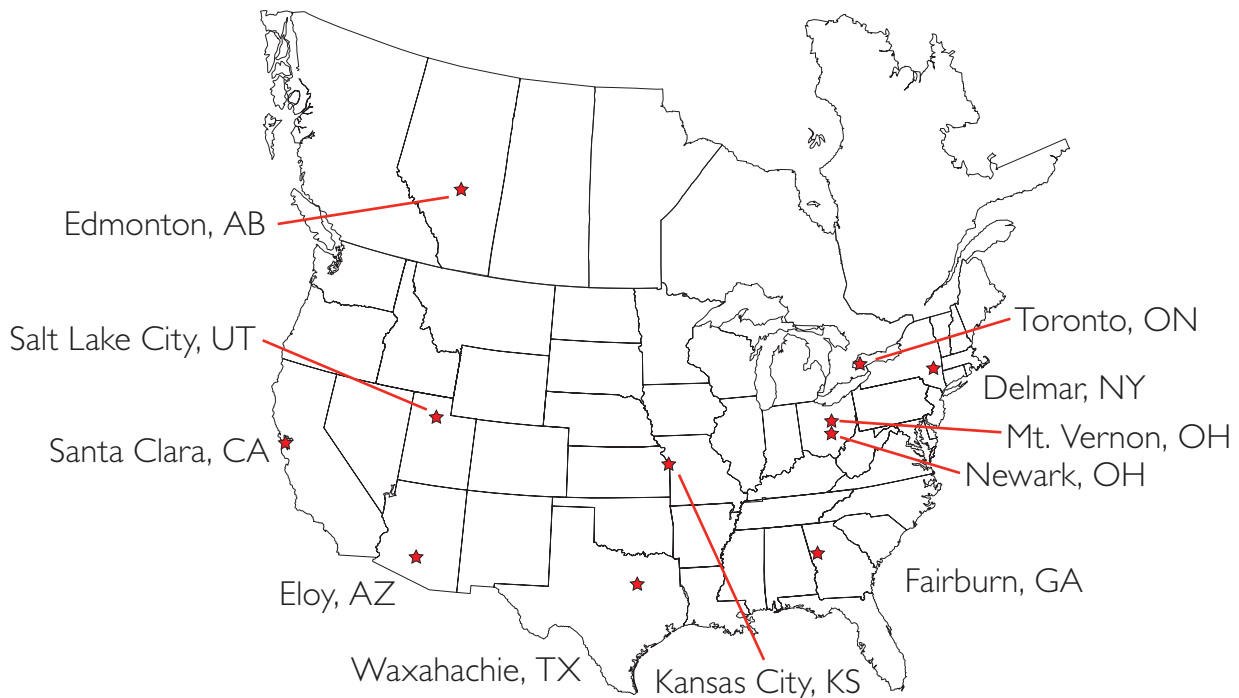 Edmonton, AB
Toronto, ON
Salt Lake City, UT
Delmar, NY
Mt. Vernon, OH
Santa Clara, CA
Newark, OH
Fairburn, GA
Eloy, AZ
Waxahachie, TX
Kansas City, KS